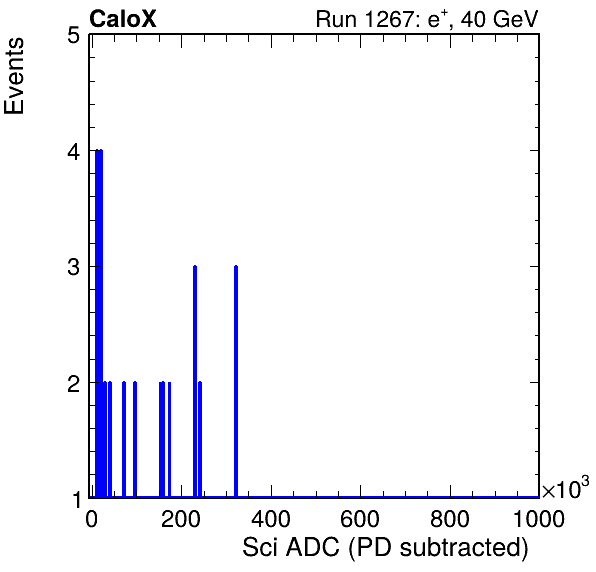 CaloX Run 1267: e⁺, 40 GeV
Events
5
4
3
2
1
0 200 400 600 800 1000
×10³
Sci ADC (PD subtracted)